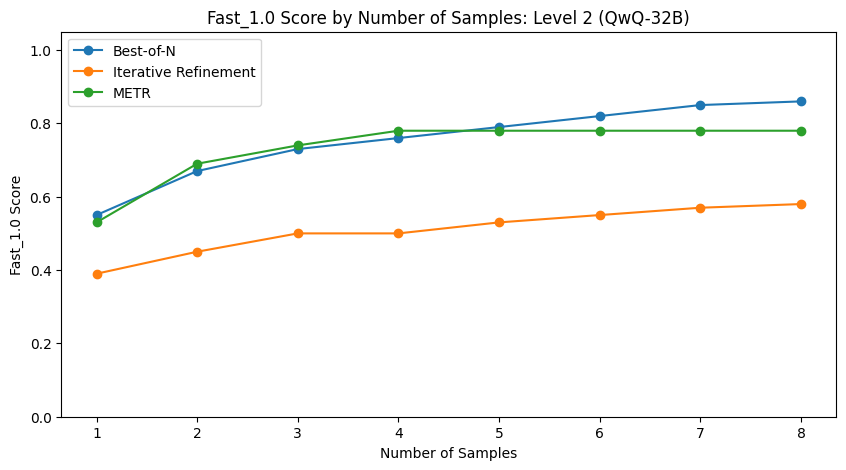 Fast_1.0 Score by Number of Samples: Level 2 (QwQ-32B)
Best-of-N
Iterative Refinement
METR
Fast_1.0 Score
1.0
0.8
0.6
0.4
0.2
0.0
1 2 3 4 5 6 7 8
Number of Samples